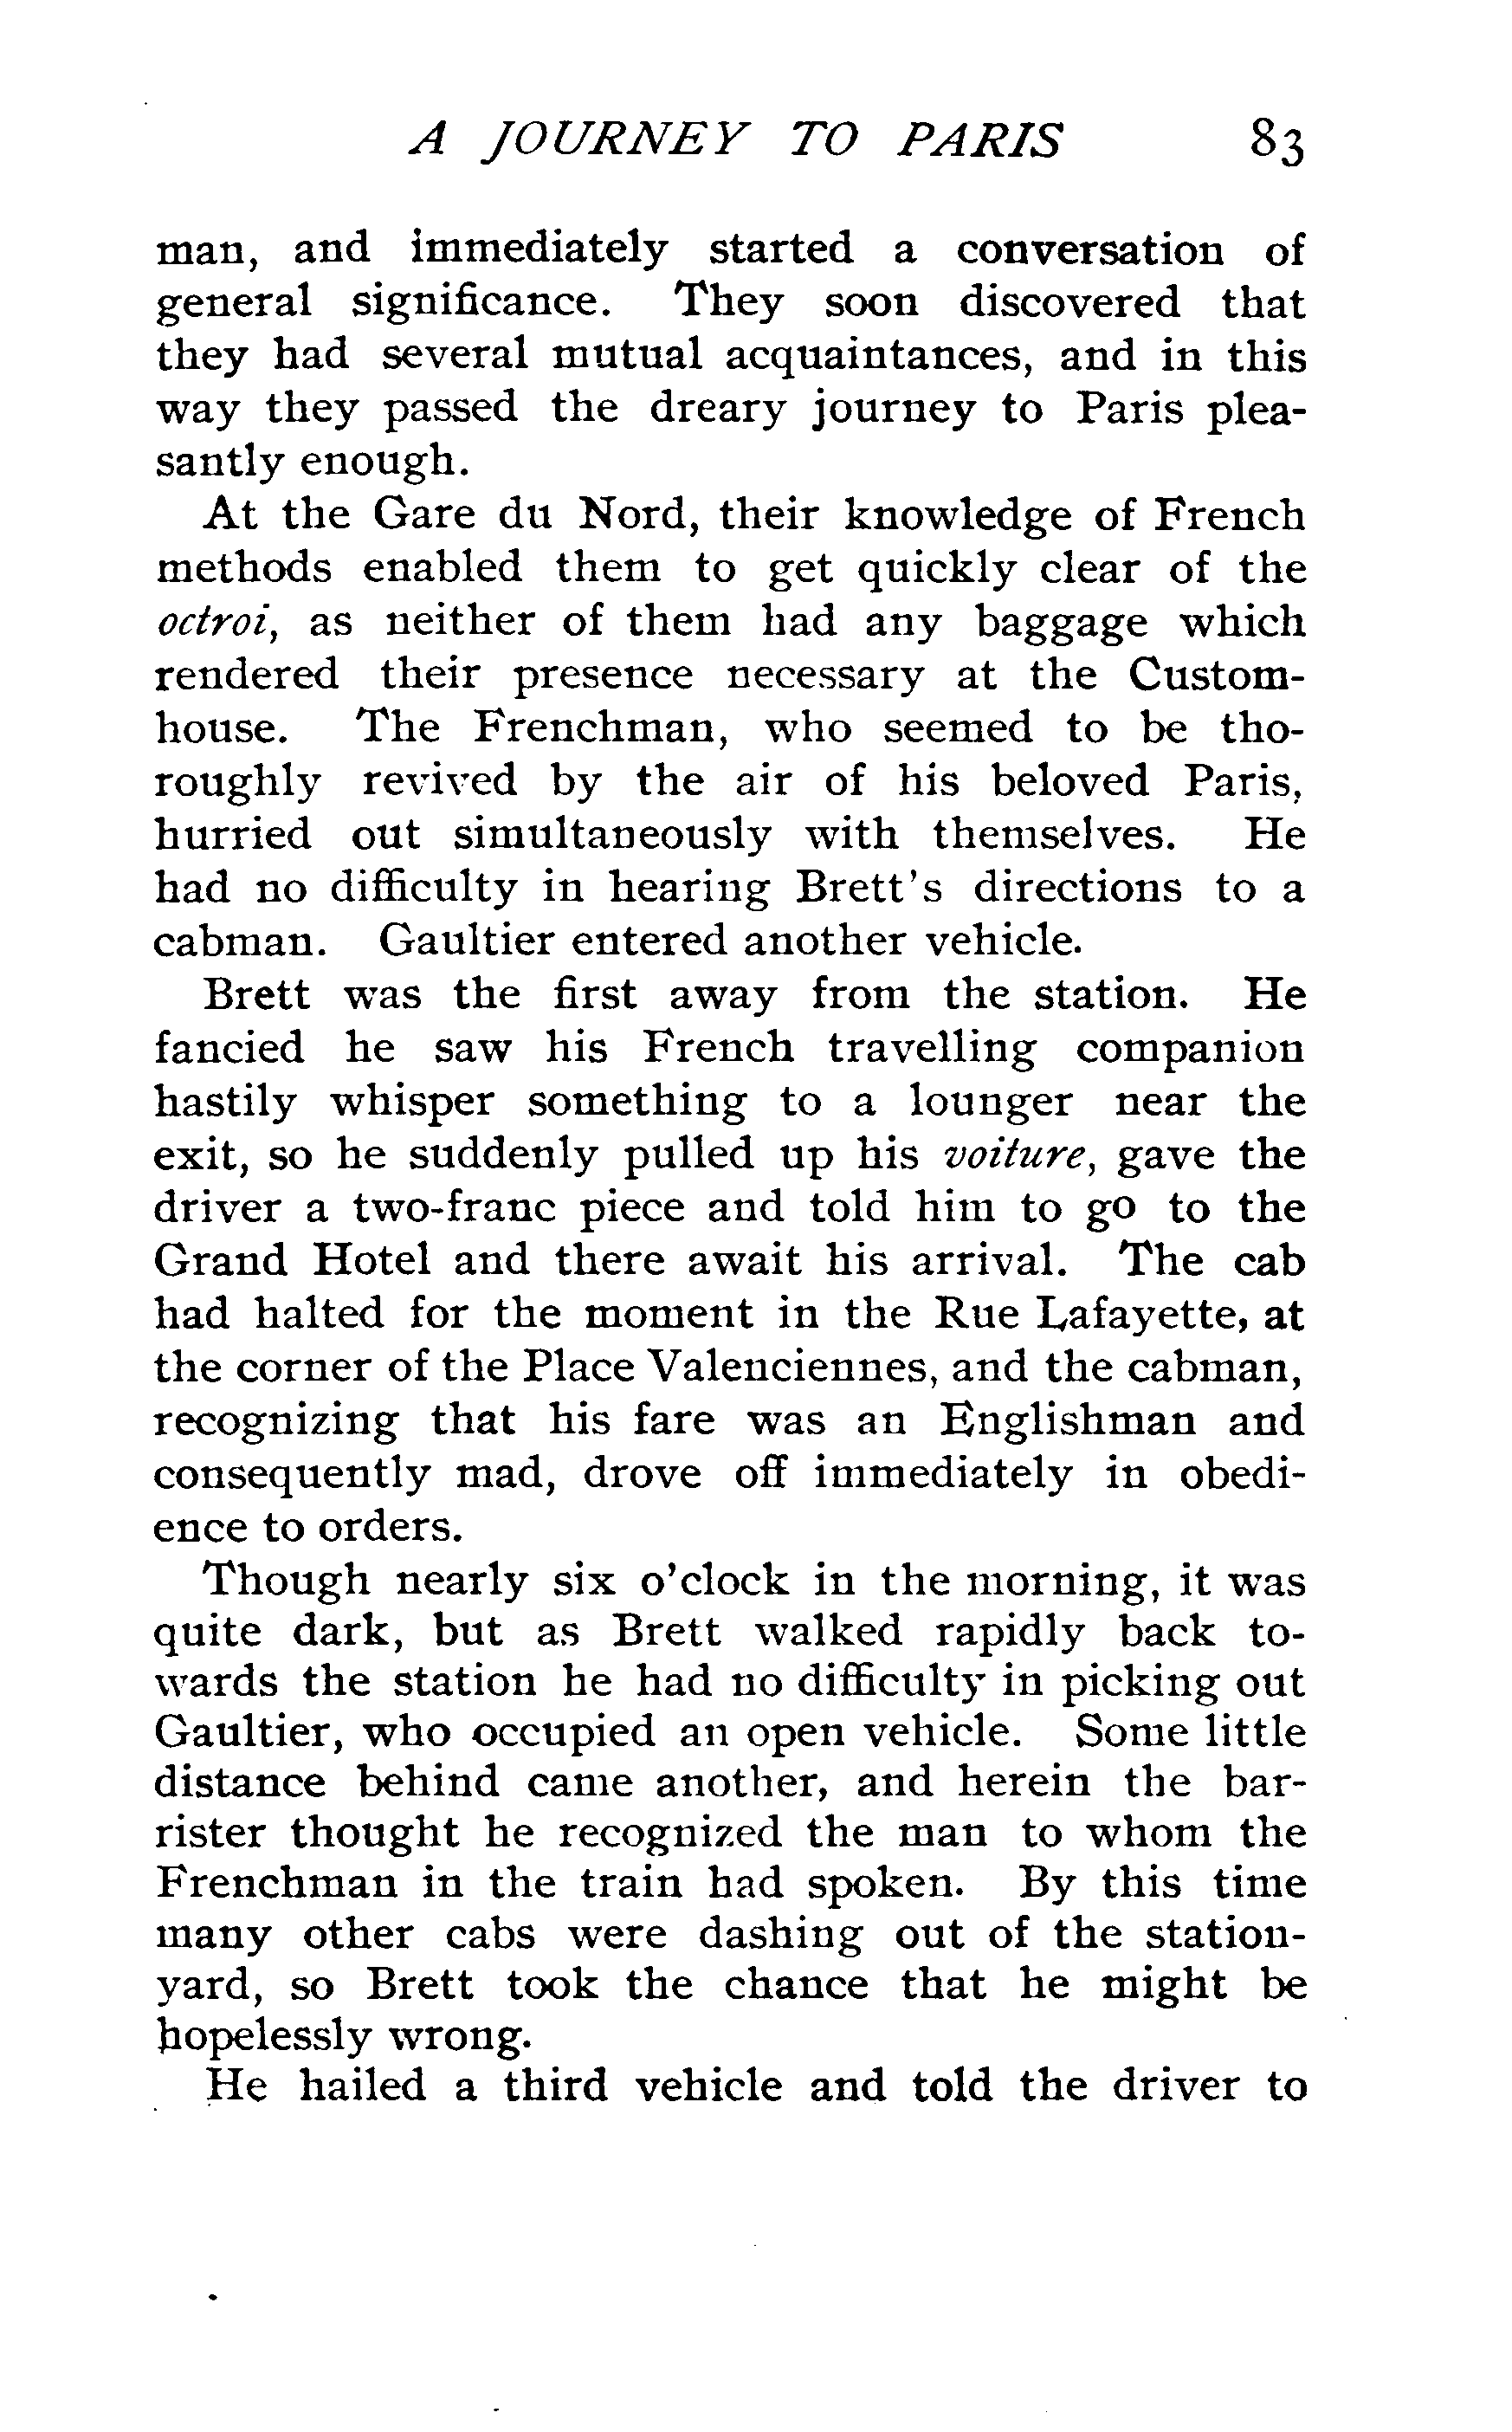 A JOURNEY TO PARIS 83
man, and immediately started a conversation of
general significance. They soon discovered that
they had several mutual acquaintances, and in this
way they passed the dreary journey to Paris plea-
santly enough.
At the Gare du Nord, their knowledge of French
methods enabled them to get quickly clear of the
octroi, as neither of them had any baggage which
rendered their presence necessary at the Custom-
house. The Frenchman, who seemed to be tho-
roughly revived by the air of his beloved Paris,
hurried out simultaneously with themselves. He
had no difficulty in hearing Brett's directions to a
cabman. Gaultier entered another vehicle.
Brett was the first away from the station. He
fancied he saw his French travelling companion
hastily whisper something to a lounger near the
exit, so he suddenly pulled up his voiture, gave the
driver a two-franc piece and told him to go to the
Grand Hotel and there await his arrival. The cab
had halted for the moment in the Rue Lafayette, at
the corner of the Place Valenciennes, and the cabman,
recognizing that his fare was an Englishman and
consequently mad, drove off immediately in obedi-
ence to orders.
Though nearly six o'clock in the morning, it was
quite dark, but as Brett walked rapidly back to-
wards the station he had no difficulty in picking out
Gaultier, who occupied an open vehicle. Some little
distance behind came another, and herein the bar-
rister thought he recognized the man to whom the
Frenchman in the train had spoken. By this time
many other cabs were dashing out of the station-
yard, so Brett took the chance that he might be
hopelessly wrong.
He hailed a third vehicle and told the driver to